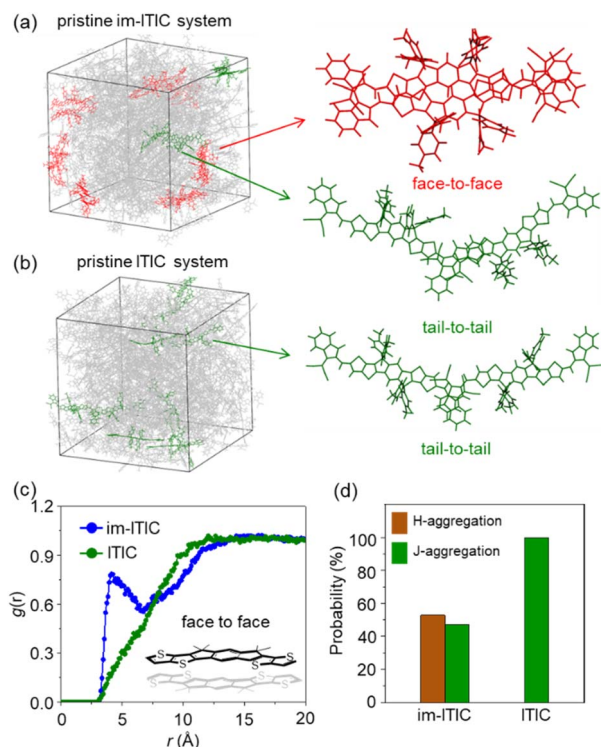 (a)
pristine im-ITIC system
face-to-face
(b)
pristine ITIC system
tail-to-tail
tail-to-tail
(c)
1.2
0.9
0.6
0.3
0.0
g(r)
im-ITIC
ITIC
face to face
S
S
S
S
S
S
S
S
0
5
10
15
20
r (Å)
(d)
H-aggregation
J-aggregation
100
80
60
40
20
0
Probability (%)
im-ITIC
ITIC